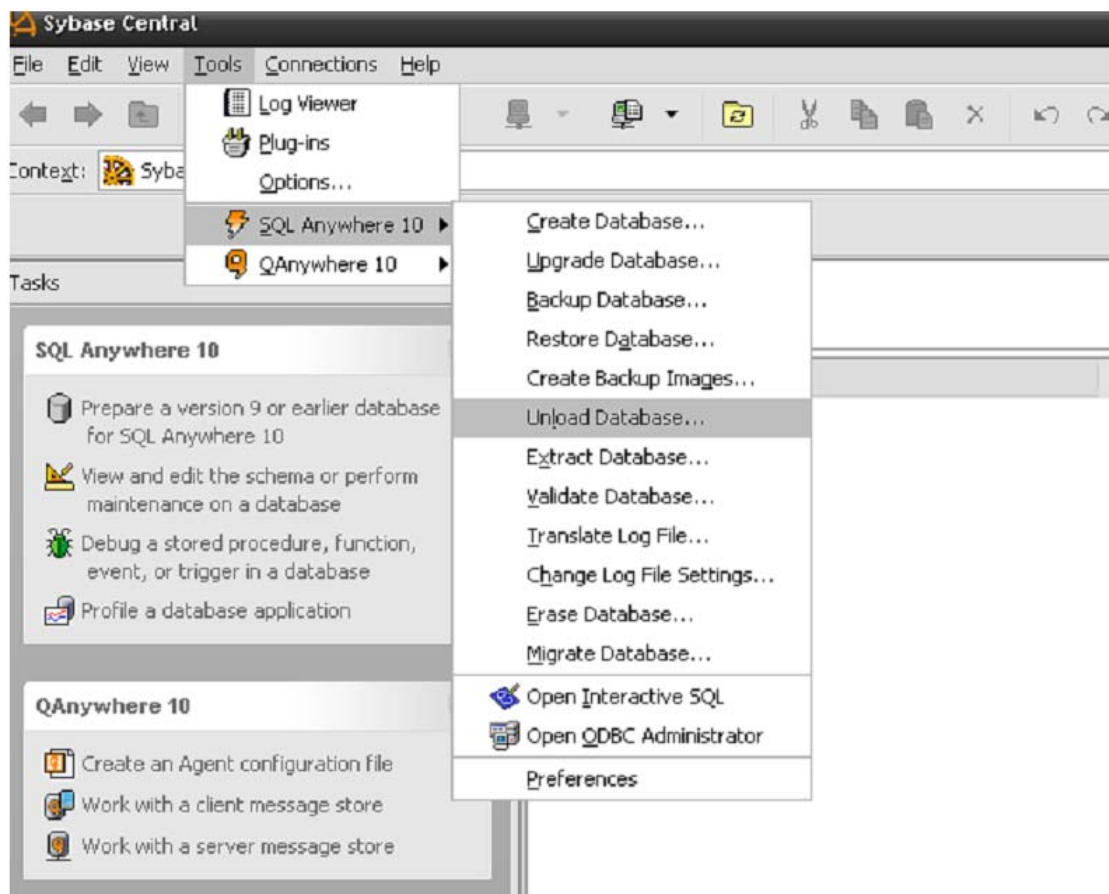 Sybase Central
File Edit View Tools Connections Help
Log Viewer
Plug-ins
Options...
SQL Anywhere 10
QAnywhere 10
Context: Syba
Create Database...
Upgrade Database...
Backup Database...
Restore Database...
Create Backup Images...
Unload Database...
Extract Database...
Validate Database...
Translate Log File...
Change Log File Settings...
Erase Database...
Migrate Database...
Open Interactive SQL
Open ODBC Administrator
Preferences
Tasks
SQL Anywhere 10
Prepare a version 9 or earlier database
for SQL Anywhere 10
View and edit the schema or perform
maintenance on a database
Debug a stored procedure, function,
event, or trigger in a database
Profile a database application
QAnywhere 10
Create an Agent configuration file
Work with a client message store
Work with a server message store